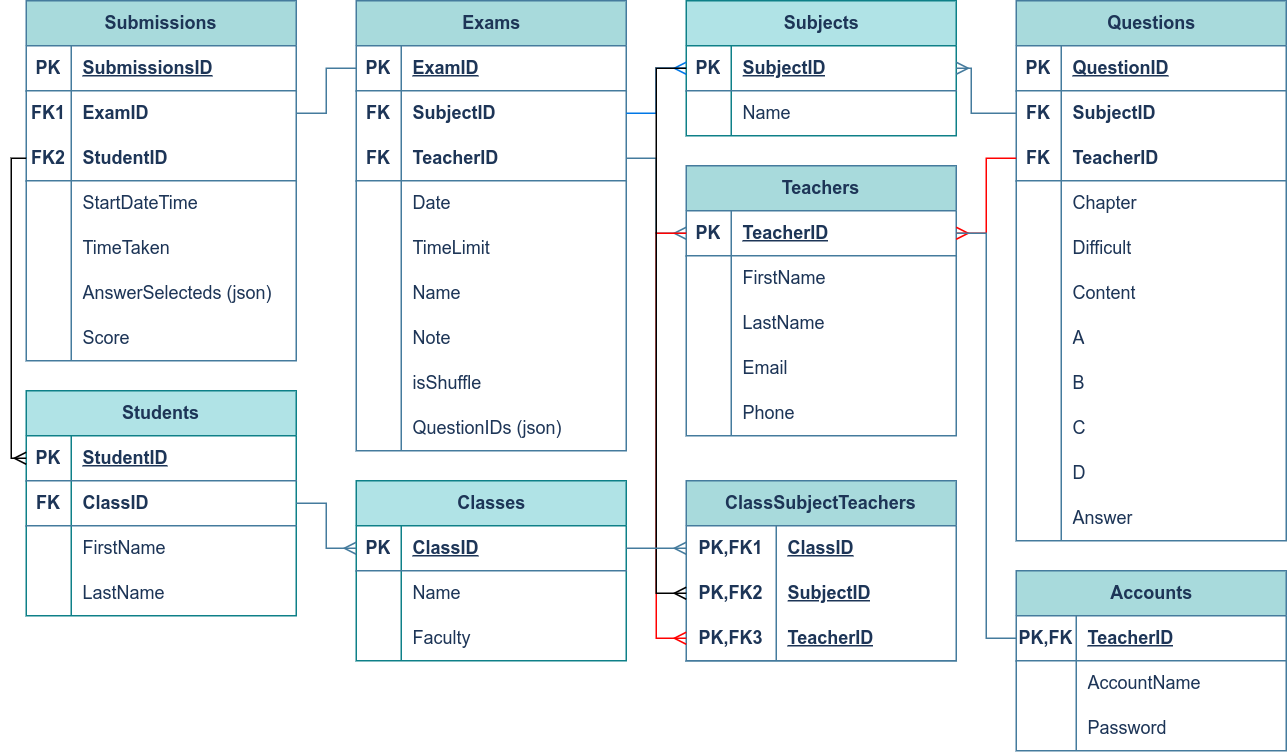 Submissions
PK SubmissionsID
FK1 ExamID
FK2 StudentID
StartDateTime
TimeTaken
AnswerSelecteds (json)
Score
Exams
PK ExamID
FK SubjectID
FK TeacherID
Date
TimeLimit
Name
Note
isShuffle
QuestionIDs (json)
Subjects
PK SubjectID
Name
Questions
PK QuestionID
FK SubjectID
FK TeacherID
Chapter
Difficult
Content
A
B
C
D
Answer
Teachers
PK TeacherID
FirstName
LastName
Email
Phone
Students
PK StudentID
FK ClassID
FirstName
LastName
Classes
PK ClassID
Name
Faculty
ClassSubjectTeachers
PK,FK1 ClassID
PK,FK2 SubjectID
PK,FK3 TeacherID
Accounts
PK,FK TeacherID
AccountName
Password